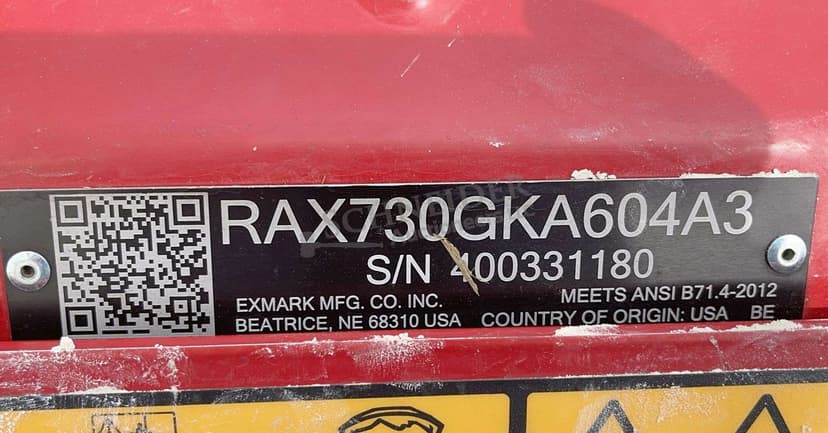 RAX730GKA604A3
S/N 400331180
EXMARK MFG. CO. INC. MEETS ANSI B71.4-2012
BEATRICE, NE 68310 USA COUNTRY OF ORIGIN: USA BE